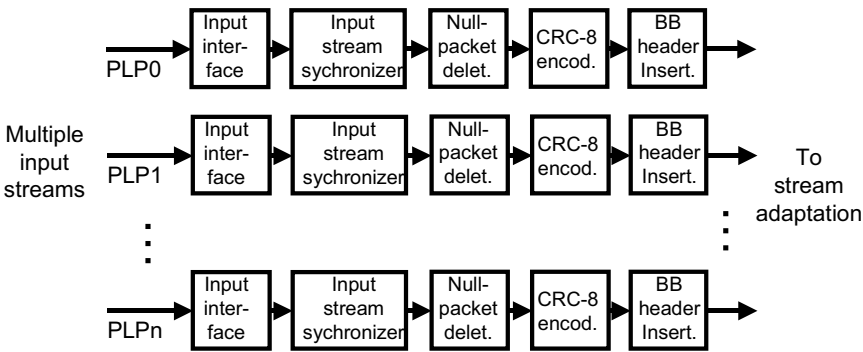 Input
inter-
face
Input
stream
sychronizer
Null-
packet
delet.
CRC-8
encod.
BB
header
Insert.
PLP0
Multiple
input
streams
Input
inter-
face
Input
stream
sychronizer
Null-
packet
delet.
CRC-8
encod.
BB
header
Insert.
PLP1
To
stream
adaptation
Input
inter-
face
Input
stream
sychronizer
Null-
packet
delet.
CRC-8
encod.
BB
header
Insert.
PLPn